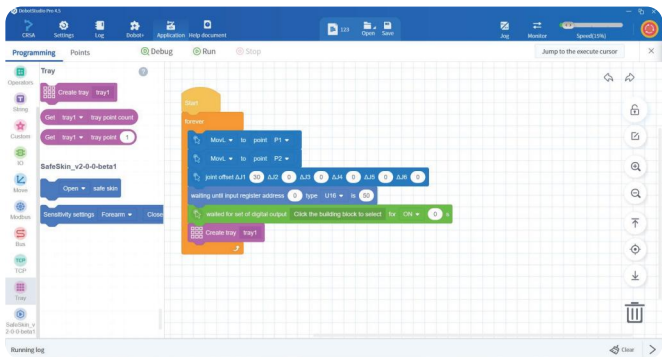 DobotStudio Pro 4.5
CRSA
Settings
Log
Dobot+
Application
Help document
123
Open
Save
Jog
Monitor
Speed(15%)
Programming
Points
Debug
Run
Stop
Jump to the execute cursor
Operators
String
Custom
IO
Move
Modbus
Bus
TCP
Tray
SafeSkin_v
2-0-0-beta1
Tray
Create tray tray1
Get tray1 tray point count
Get tray1 tray point 1
SafeSkin_v2-0-0-beta1
Open safe skin
Sensitivity settings Forearm Close
Start
forever
MovL to point P1
MovL to point P2
joint offset ΔJ1 30 ΔJ2 0 ΔJ3 0 ΔJ4 0 ΔJ5 0 ΔJ6 0
waiting until input register address 0 type U16 is 50
waited for set of digital output Click the building block to select for ON 0 s
Create tray tray1
Running log
Clear